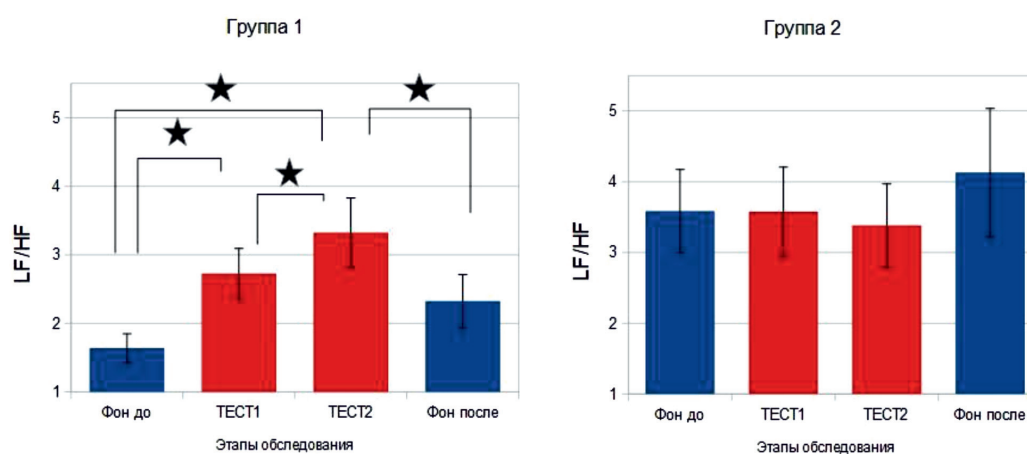 Группа 1
LF/HF
5
4
3
2
1
Фон до
ТЕСТ1
ТЕСТ2
Фон после
Этапы обследования
Группа 2
LF/HF
5
4
3
2
1
Фон до
ТЕСТ1
ТЕСТ2
Фон после
Этапы обследования